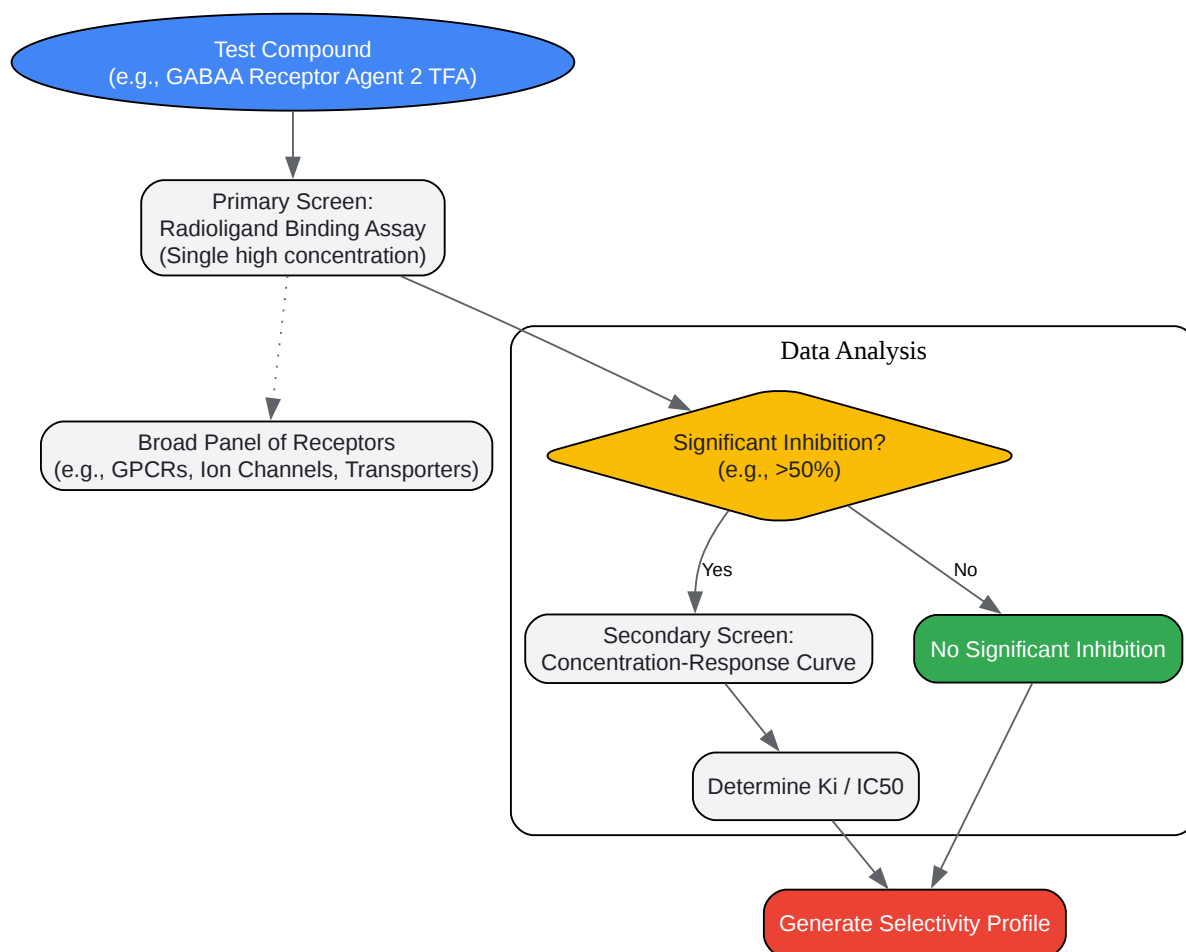 Test Compound
(e.g., GABAA Receptor Agent 2 TFA)
Primary Screen:
Radioligand Binding Assay
(Single high concentration)
Data Analysis
Broad Panel of Receptors
(e.g., GPCRs, Ion Channels, Transporters)
Significant Inhibition?
(e.g., >50%)
Yes
No
Secondary Screen:
Concentration-Response Curve
No Significant Inhibition
Determine Ki / IC50
Generate Selectivity Profile